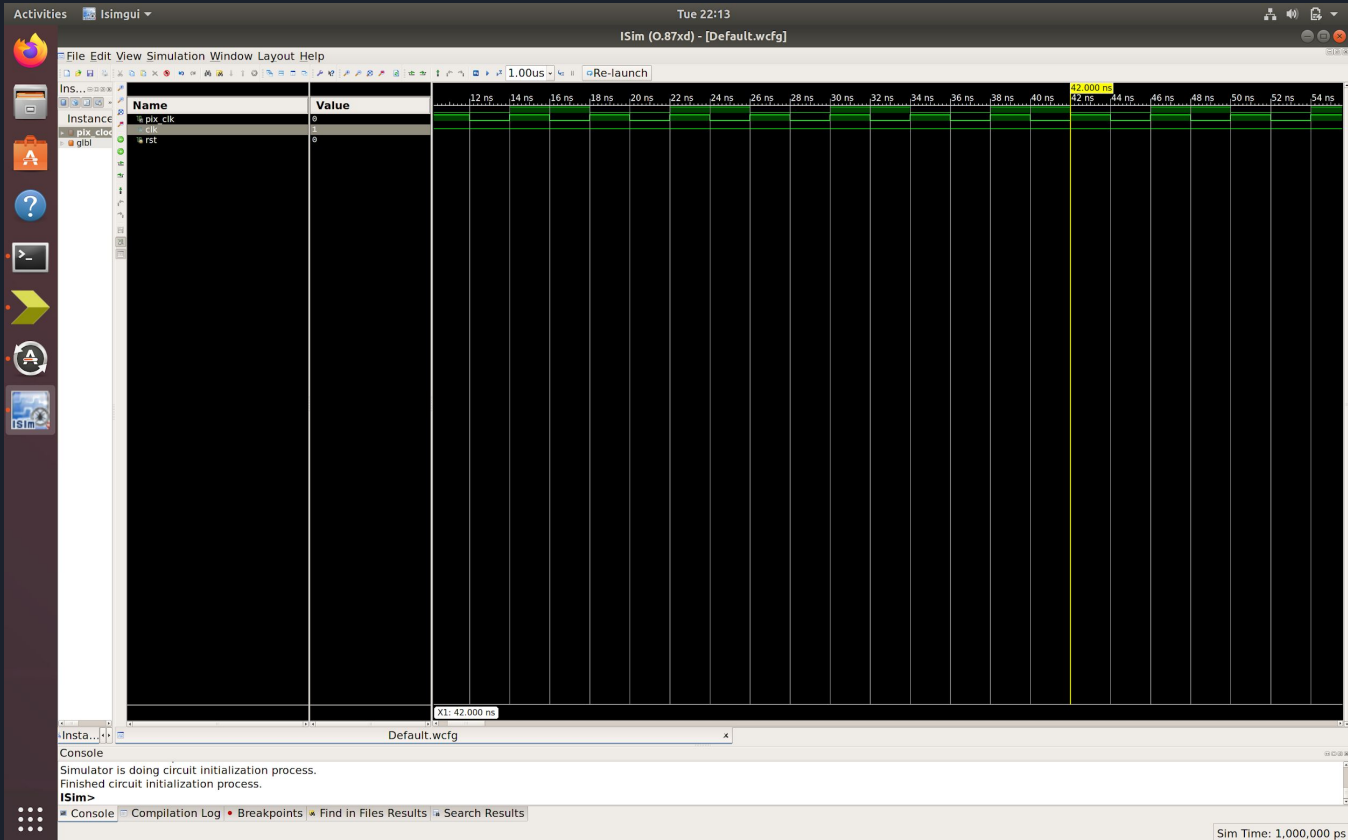 Activities Isimgui Tue 22:13
ISim (O.87xd) - [Default.wcfg]
File Edit View Simulation Window Layout Help
1.00us Re-launch
Ins...
Instance
pix_cloc
glbl
Name Value
pix_clk 0
clk 1
rst 0
42.000 ns
12 ns 14 ns 16 ns 18 ns 20 ns 22 ns 24 ns 26 ns 28 ns 30 ns 32 ns 34 ns 36 ns 38 ns 40 ns 42 ns 44 ns 46 ns 48 ns 50 ns 52 ns 54 ns
X1: 42.000 ns
Insta... Default.wcfg
Console
Simulator is doing circuit initialization process.
Finished circuit initialization process.
ISim>
Console Compilation Log Breakpoints Find in Files Results Search Results
Sim Time: 1,000,000 ps
ISim